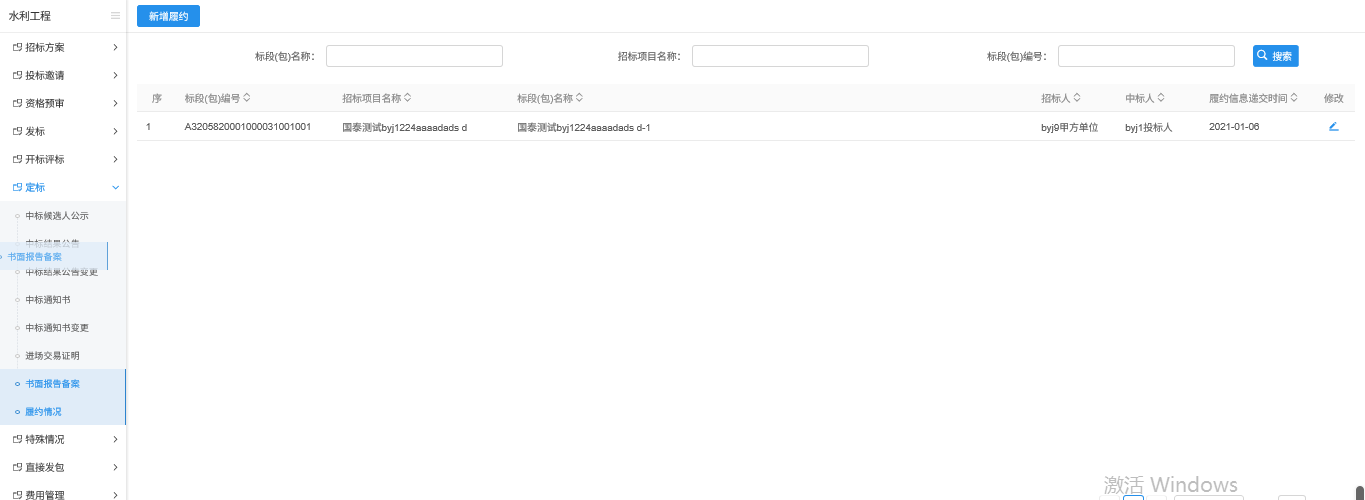 水利工程
新增履约
招标方案
投标邀请
资格预审
发标
开标评标
定标
中标候选人公示
中标结果公告
书面报告备案
中标结果公告变更
中标通知书
中标通知书变更
进场交易证明
书面报告备案
履约情况
特殊情况
直接发包
费用管理
标段(包)名称： 招标项目名称： 标段(包)编号： 搜索
序 标段(包)编号 招标项目名称 标段(包)名称 招标人 中标人 履约信息递交时间 修改
1 A3205820001000031001001 国泰测试byj1224aaaadads d 国泰测试byj1224aaaadads d-1 byj9甲方单位 byj1投标人 2021-01-06
激活 Windows